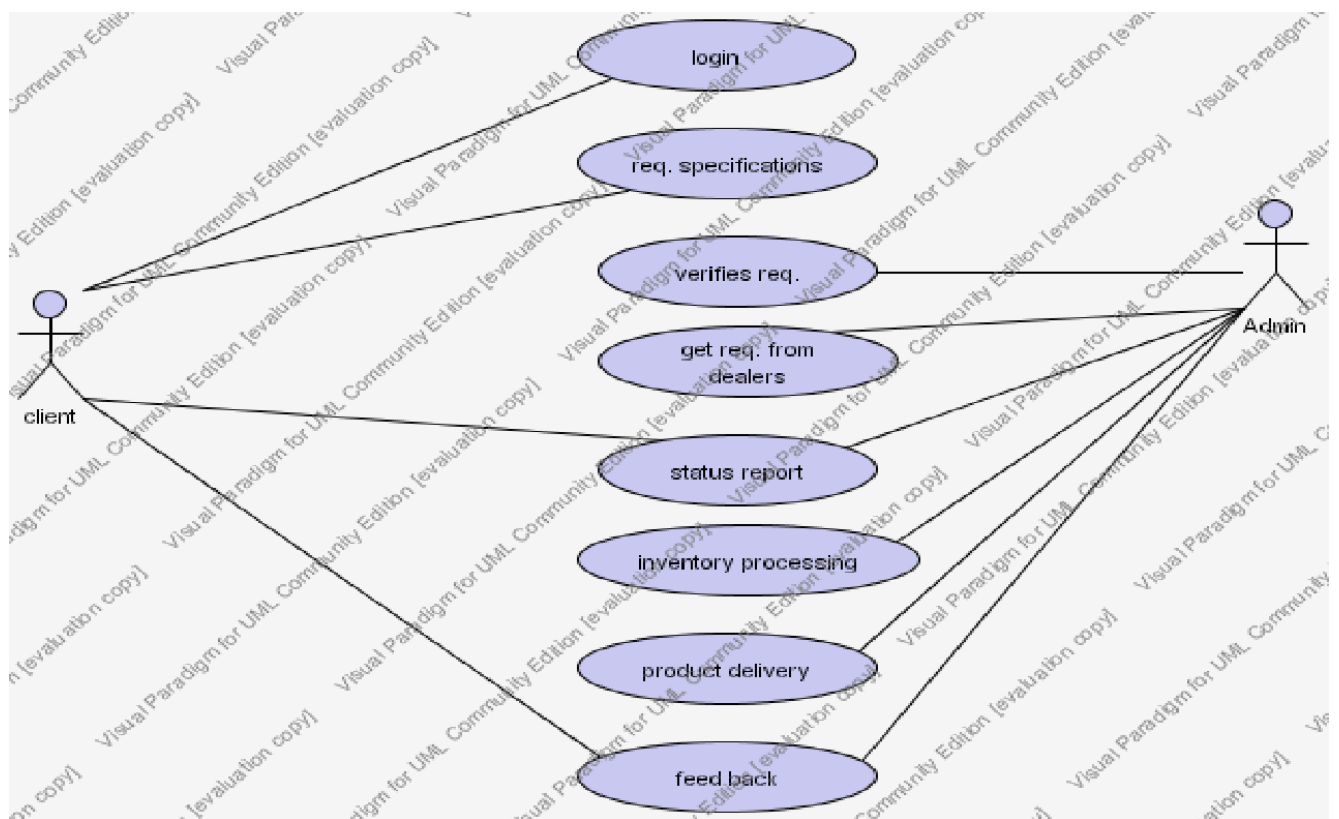 login
req. specifications
verifies req.
get req. from
dealers
status report
inventory processing
product delivery
feed back
client
Admin
Visual Paradigm for UML Community Edition [evaluation copy]